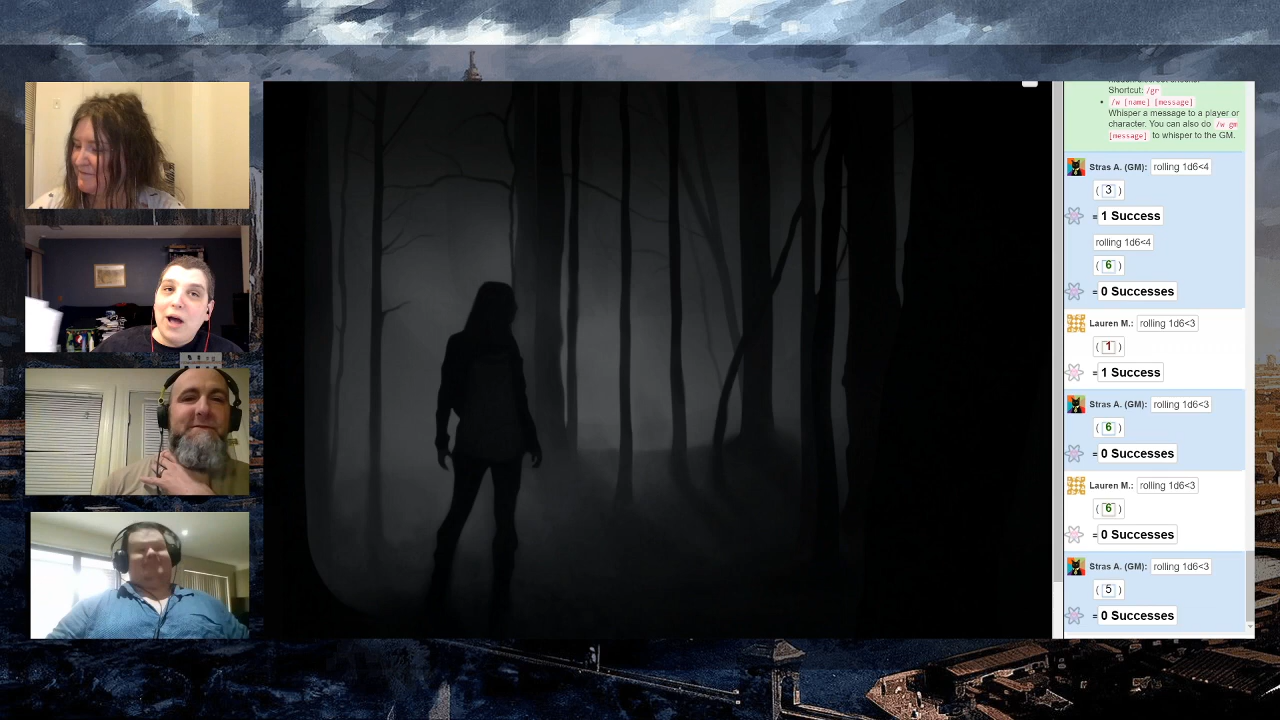 Shortcut: /gr
• /w [name] [message]
Whisper a message to a player or
character. You can also do /w gm
[message] to whisper to the GM.
Stras A. (GM): rolling 1d6<4
(3)
=1 Success
rolling 1d6<4
(6)
=0 Successes
Lauren M.: rolling 1d6<3
(1)
=1 Success
Stras A. (GM): rolling 1d6<3
(6)
=0 Successes
Lauren M.: rolling 1d6<3
(6)
=0 Successes
Stras A. (GM): rolling 1d6<3
(5)
=0 Successes